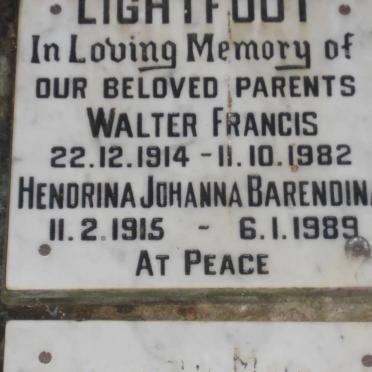 LIGHTFOOT
In Loving Memory of
OUR BELOVED PARENTS
WALTER FRANCIS
22.12.1914 - 11.10.1982
HENDRINA JOHANNA BARENDINA
11.2.1915 - 6.1.1989
AT PEACE